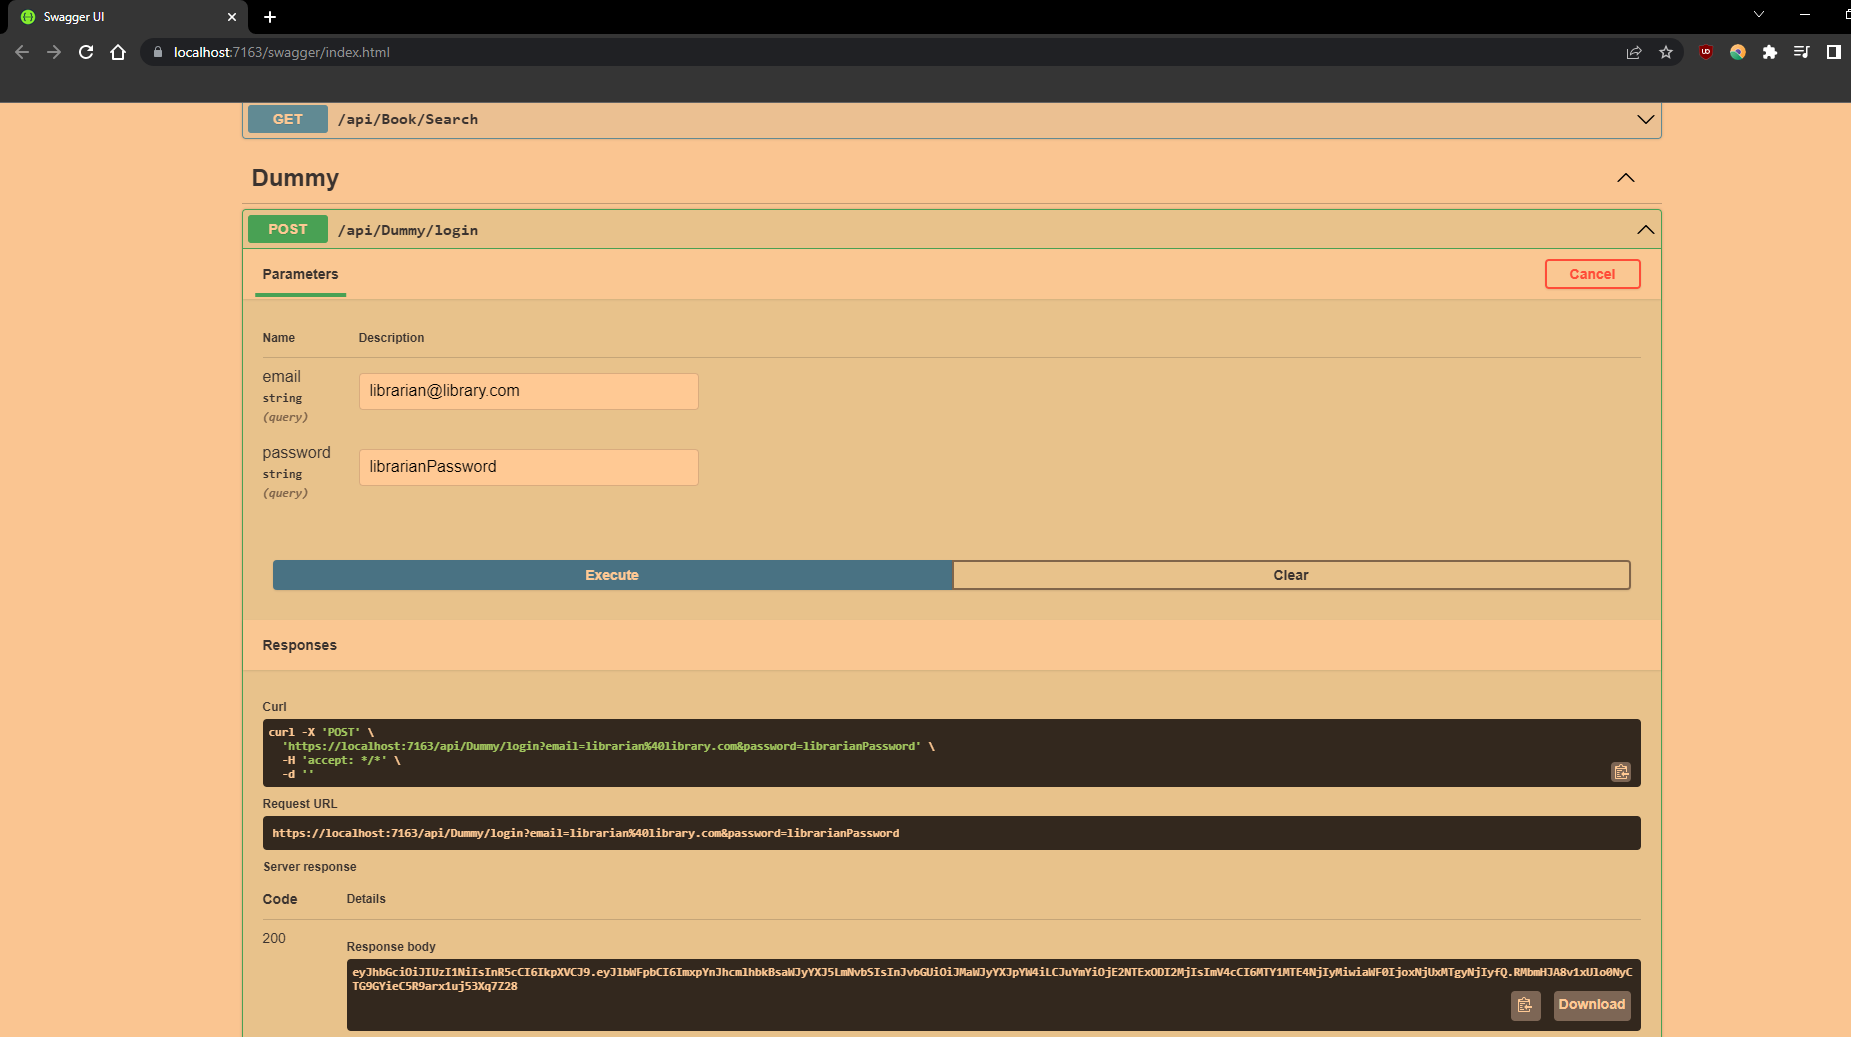 Swagger UI
localhost:7163/swagger/index.html
GET /api/Book/Search
Dummy
POST /api/Dummy/login
Parameters
Cancel
Name Description
email
string
(query)
librarian@library.com
password
string
(query)
librarianPassword
Execute Clear
Responses
Curl
curl -X 'POST' \
'https://localhost:7163/api/Dummy/login?email=librarian%40library.com&password=librarianPassword' \
-H 'accept: */*' \
-d ''
Request URL
https://localhost:7163/api/Dummy/login?email=librarian%40library.com&password=librarianPassword
Server response
Code Details
200
Response body
eyJhbGciOiJIUzI1NiIsInR5cCI6IkpXVCJ9.eyJlbWFpbCI6ImxpYnJhcmlhbkBsaWJyYXJ5LmNvbSIsInJvbGUiOiJMaWJyYXJpYW4iLCJuYmYiOjE2NTExODI2MjIsImV4cCI6MTY1MTE4NjIyMiwiaWF0IjoxNjUxMTgyNjIyfQ.RMbmHJA8v1xUlo0NyC
TG9GYieC5R9arx1uj53Xq7Z28
Download